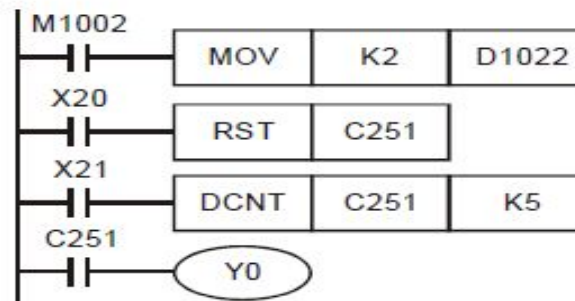 M1002
MOV K2 D1022
X20
RST C251
X21
DCNT C251 K5
C251
Y0